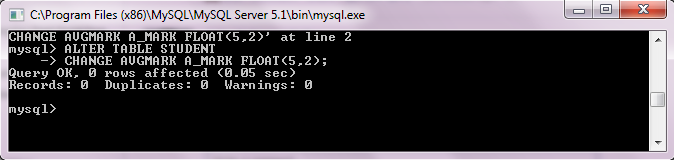 C:\Program Files (x86)\MySQL\MySQL Server 5.1\bin\mysql.exe
CHANGE AVGMARK A_MARK FLOAT(5,2)' at line 2
mysql> ALTER TABLE STUDENT
    -> CHANGE AVGMARK A_MARK FLOAT(5,2);
Query OK, 0 rows affected (0.05 sec)
Records: 0  Duplicates: 0  Warnings: 0
mysql>